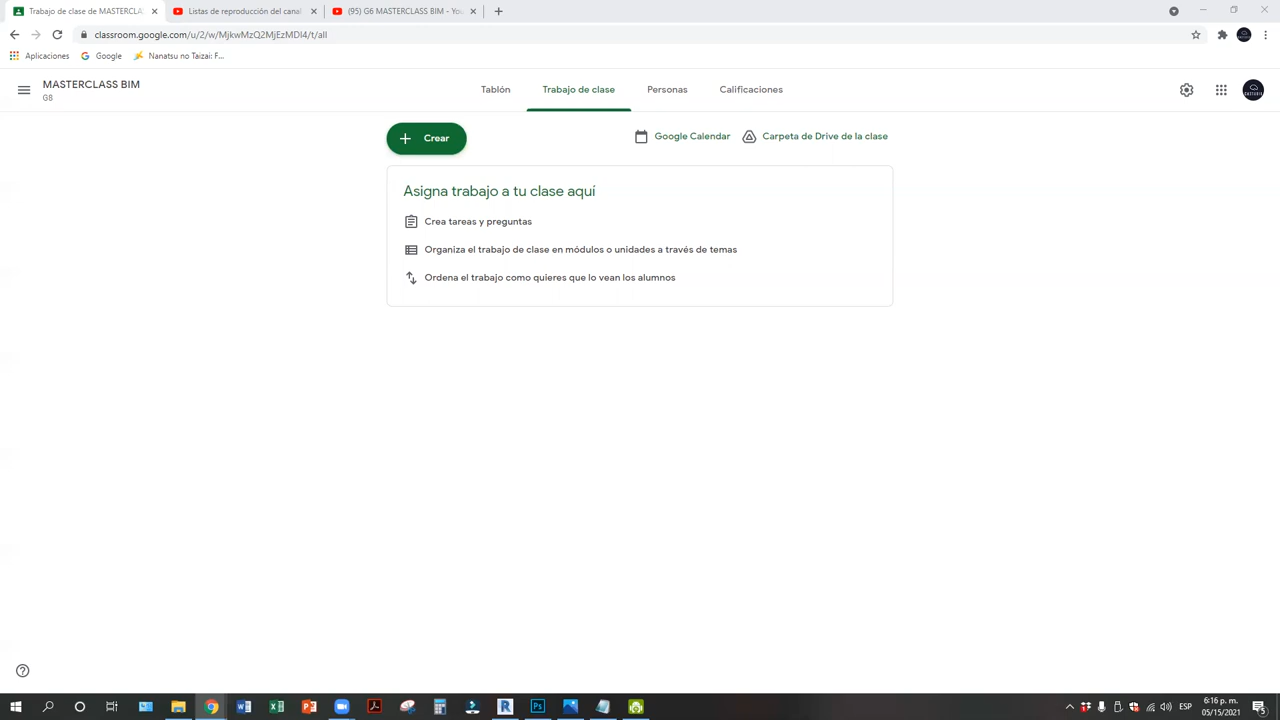 Trabajo de clase de MASTERCLA
Listas de reproducción del canal
(95) G6 MASTERCLASS BIM - You
classroom.google.com/u/2/w/MjkwMzQ2MjEzMDI4/t/all
Aplicaciones
Google
Nanatsu no Taizai: F...
MASTERCLASS BIM
G8
Tablón
Trabajo de clase
Personas
Calificaciones
Crear
Google Calendar
Carpeta de Drive de la clase
Asigna trabajo a tu clase aquí
Crea tareas y preguntas
Organiza el trabajo de clase en módulos o unidades a través de temas
Ordena el trabajo como quieres que lo vean los alumnos
ESP
6:16 p. m.
05/15/2021